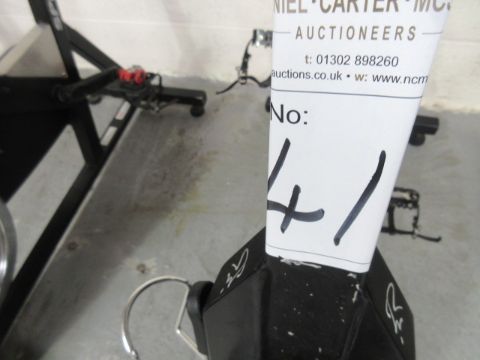 NIEL·CARTER·MC
AUCTIONEERS
t: 01302 898260
auctions.co.uk • w: www.ncm
No:
41